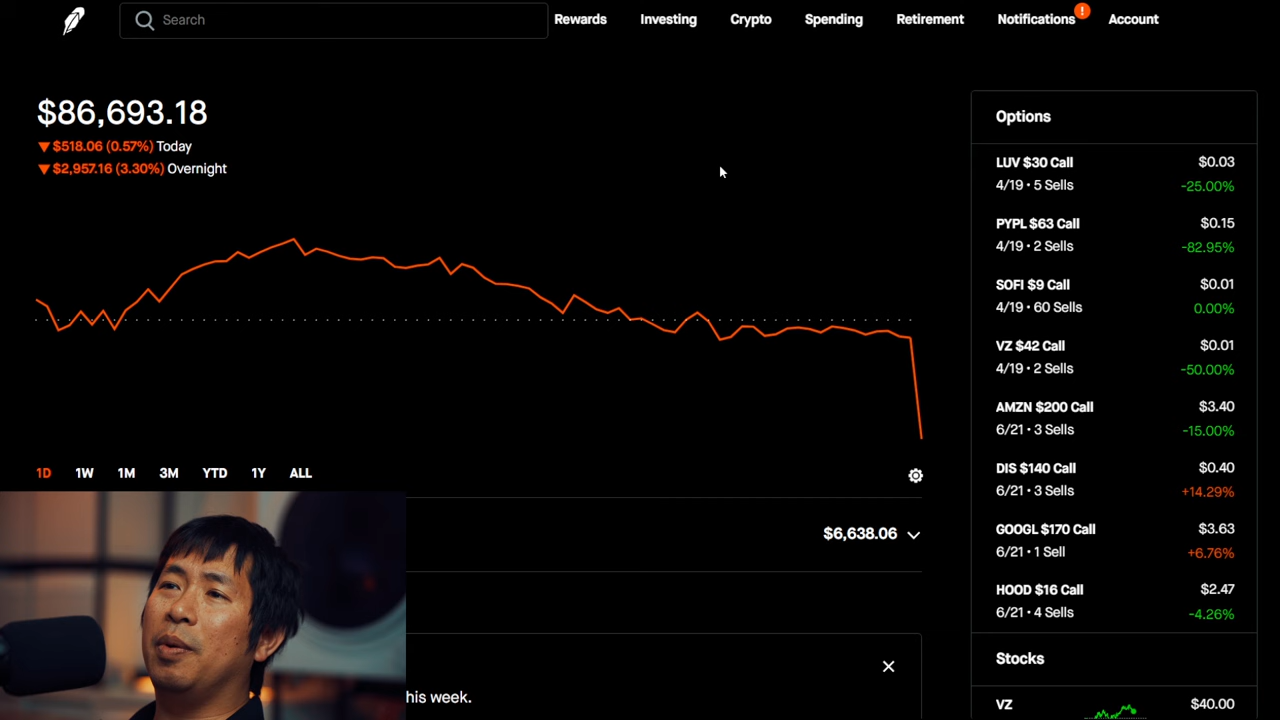 Search
Rewards
Investing
Crypto
Spending
Retirement
Notifications
!
Account
$86,693.18
▼$518.06 (0.57%) Today
▼$2,957.16 (3.30%) Overnight
1D
1W
1M
3M
YTD
1Y
ALL
$6,638.06
his week.
Options
LUV $30 Call $0.03
4/19 • 5 Sells -25.00%
PYPL $63 Call $0.15
4/19 • 2 Sells -82.95%
SOFI $9 Call $0.01
4/19 • 60 Sells 0.00%
VZ $42 Call $0.01
4/19 • 2 Sells -50.00%
AMZN $200 Call $3.40
6/21 • 3 Sells -15.00%
DIS $140 Call $0.40
6/21 • 3 Sells +14.29%
GOOGL $170 Call $3.63
6/21 • 1 Sell +6.76%
HOOD $16 Call $2.47
6/21 • 4 Sells -4.26%
Stocks
VZ $40.00